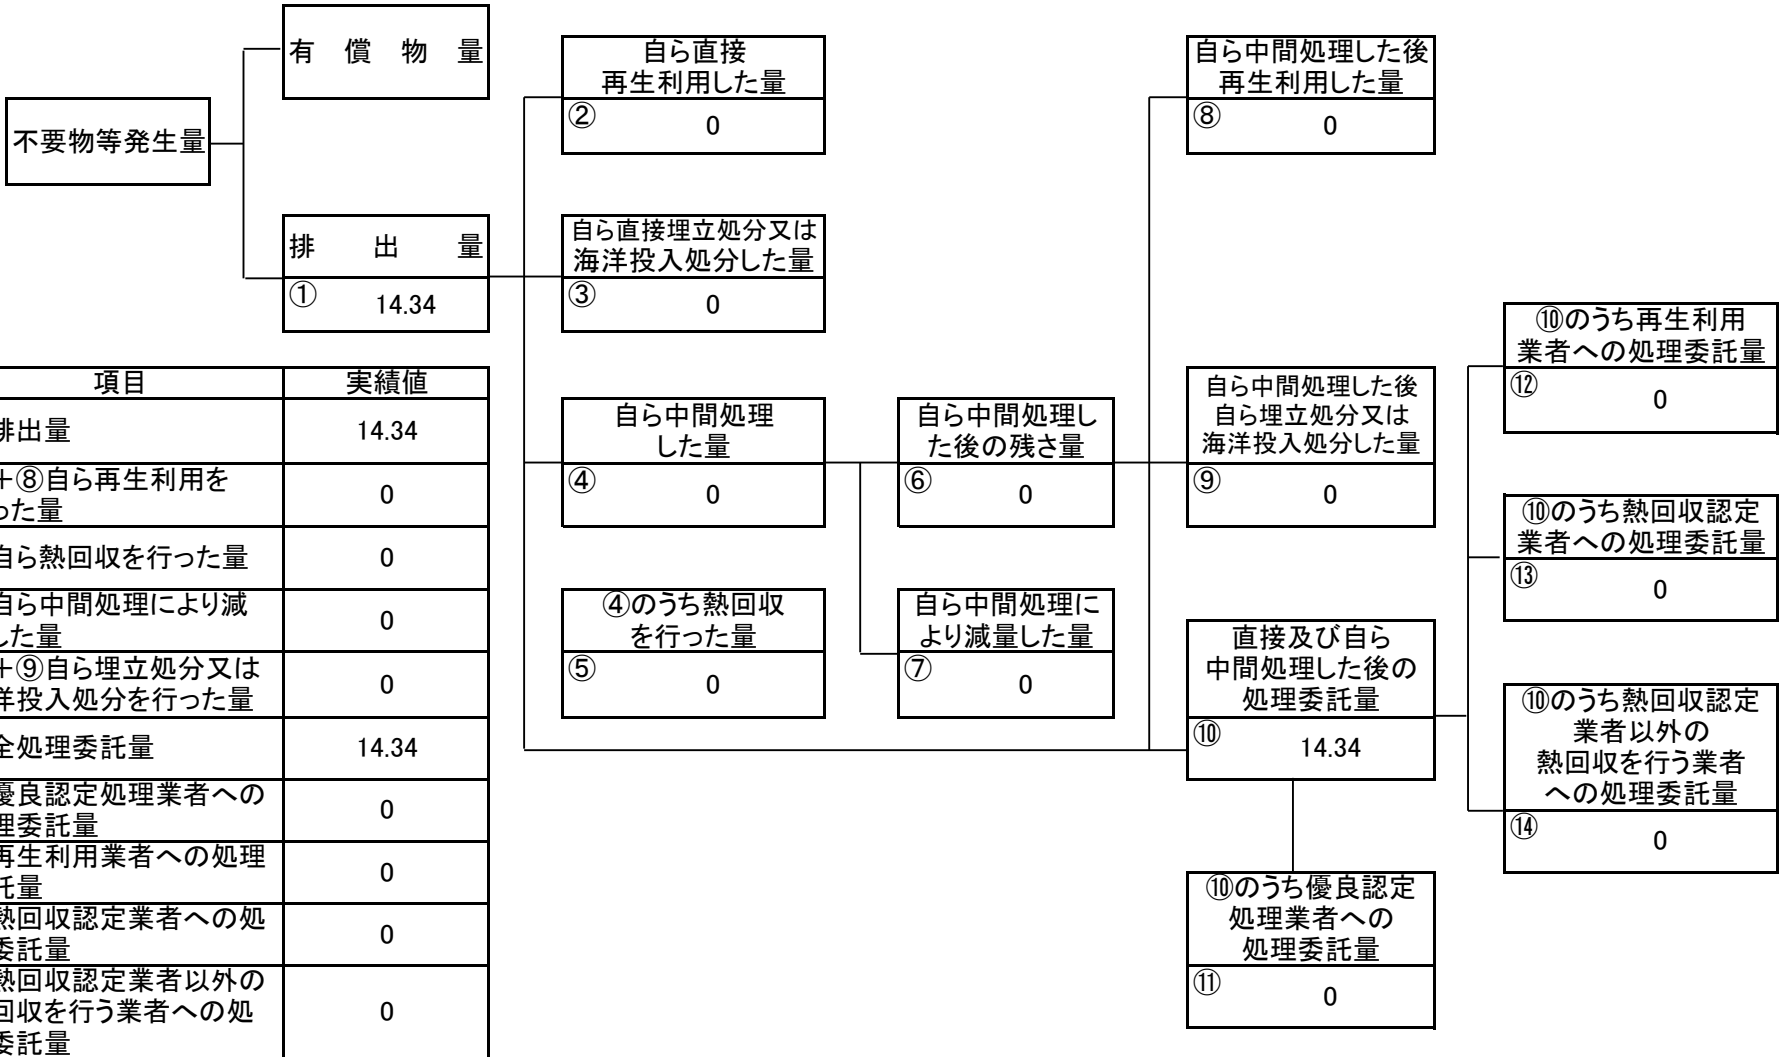 有 償 物 量
不要物等発生量
排 出 量
① 14.34
自ら直接
再生利用した量
② 0
自ら直接埋立処分又は
海洋投入処分した量
③ 0
自ら中間処理
した量
④ 0
④のうち熱回収
を行った量
⑤ 0
自ら中間処理し
た後の残さ量
⑥ 0
自ら中間処理に
より減量した量
⑦ 0
自ら中間処理した後
再生利用した量
⑧ 0
自ら中間処理した後
自ら埋立処分又は
海洋投入処分した量
⑨ 0
直接及び自ら
中間処理した後の
処理委託量
⑩ 14.34
⑩のうち優良認定
処理業者への
処理委託量
⑪ 0
⑩のうち再生利用
業者への処理委託量
⑫ 0
⑩のうち熱回収認定
業者への処理委託量
⑬ 0
⑩のうち熱回収認定
業者以外の
熱回収を行う業者
への処理委託量
⑭ 0
項目 実績値
排出量 14.34
+⑧自ら再生利用を
った量 0
自ら熱回収を行った量 0
自ら中間処理により減
した量 0
+⑨自ら埋立処分又は
洋投入処分を行った量 0
全処理委託量 14.34
優良認定処理業者への
理委託量 0
再生利用業者への処理
託量 0
熱回収認定業者への処
委託量 0
熱回収認定業者以外の
回収を行う業者への処
委託量 0